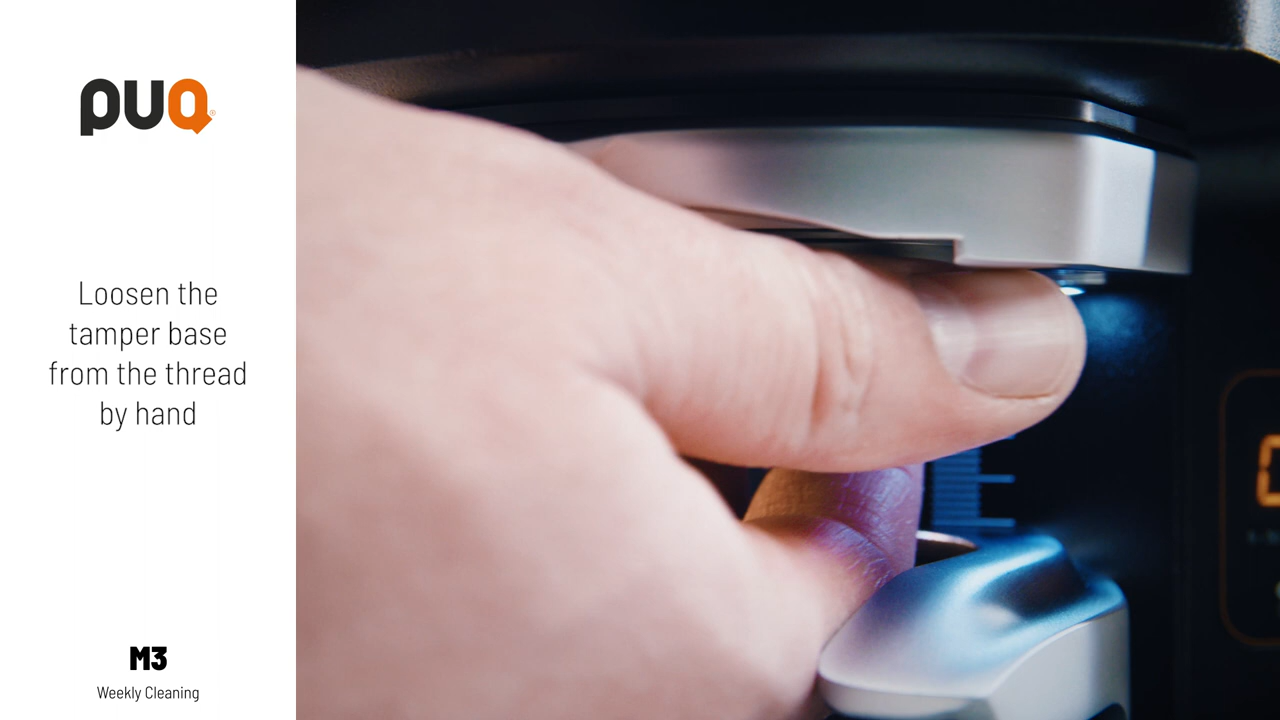 PUQ®
Loosen the
tamper base
from the thread
by hand
M3
Weekly Cleaning